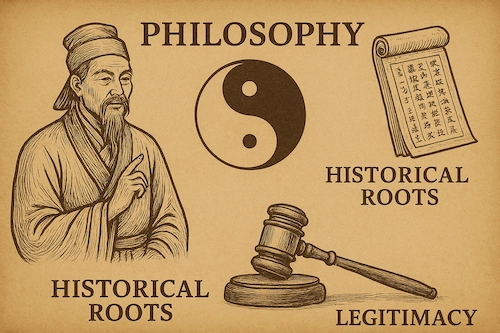 PHILOSOPHY
HISTORICAL
ROOTS
HISTORICAL
ROOTS
LEGITIMACY